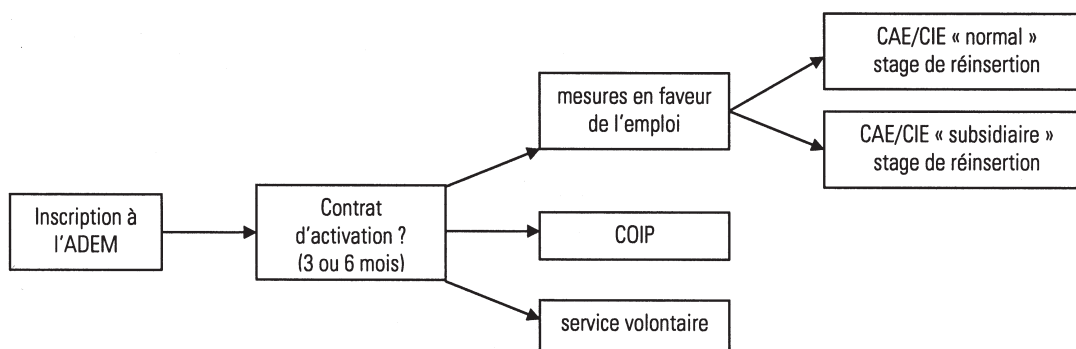 Inscription à
l'ADEM
Contrat
d'activation ?
(3 ou 6 mois)
mesures en faveur
de l'emploi
COIP
service volontaire
CAE/CIE « normal »
stage de réinsertion
CAE/CIE « subsidiaire »
stage de réinsertion